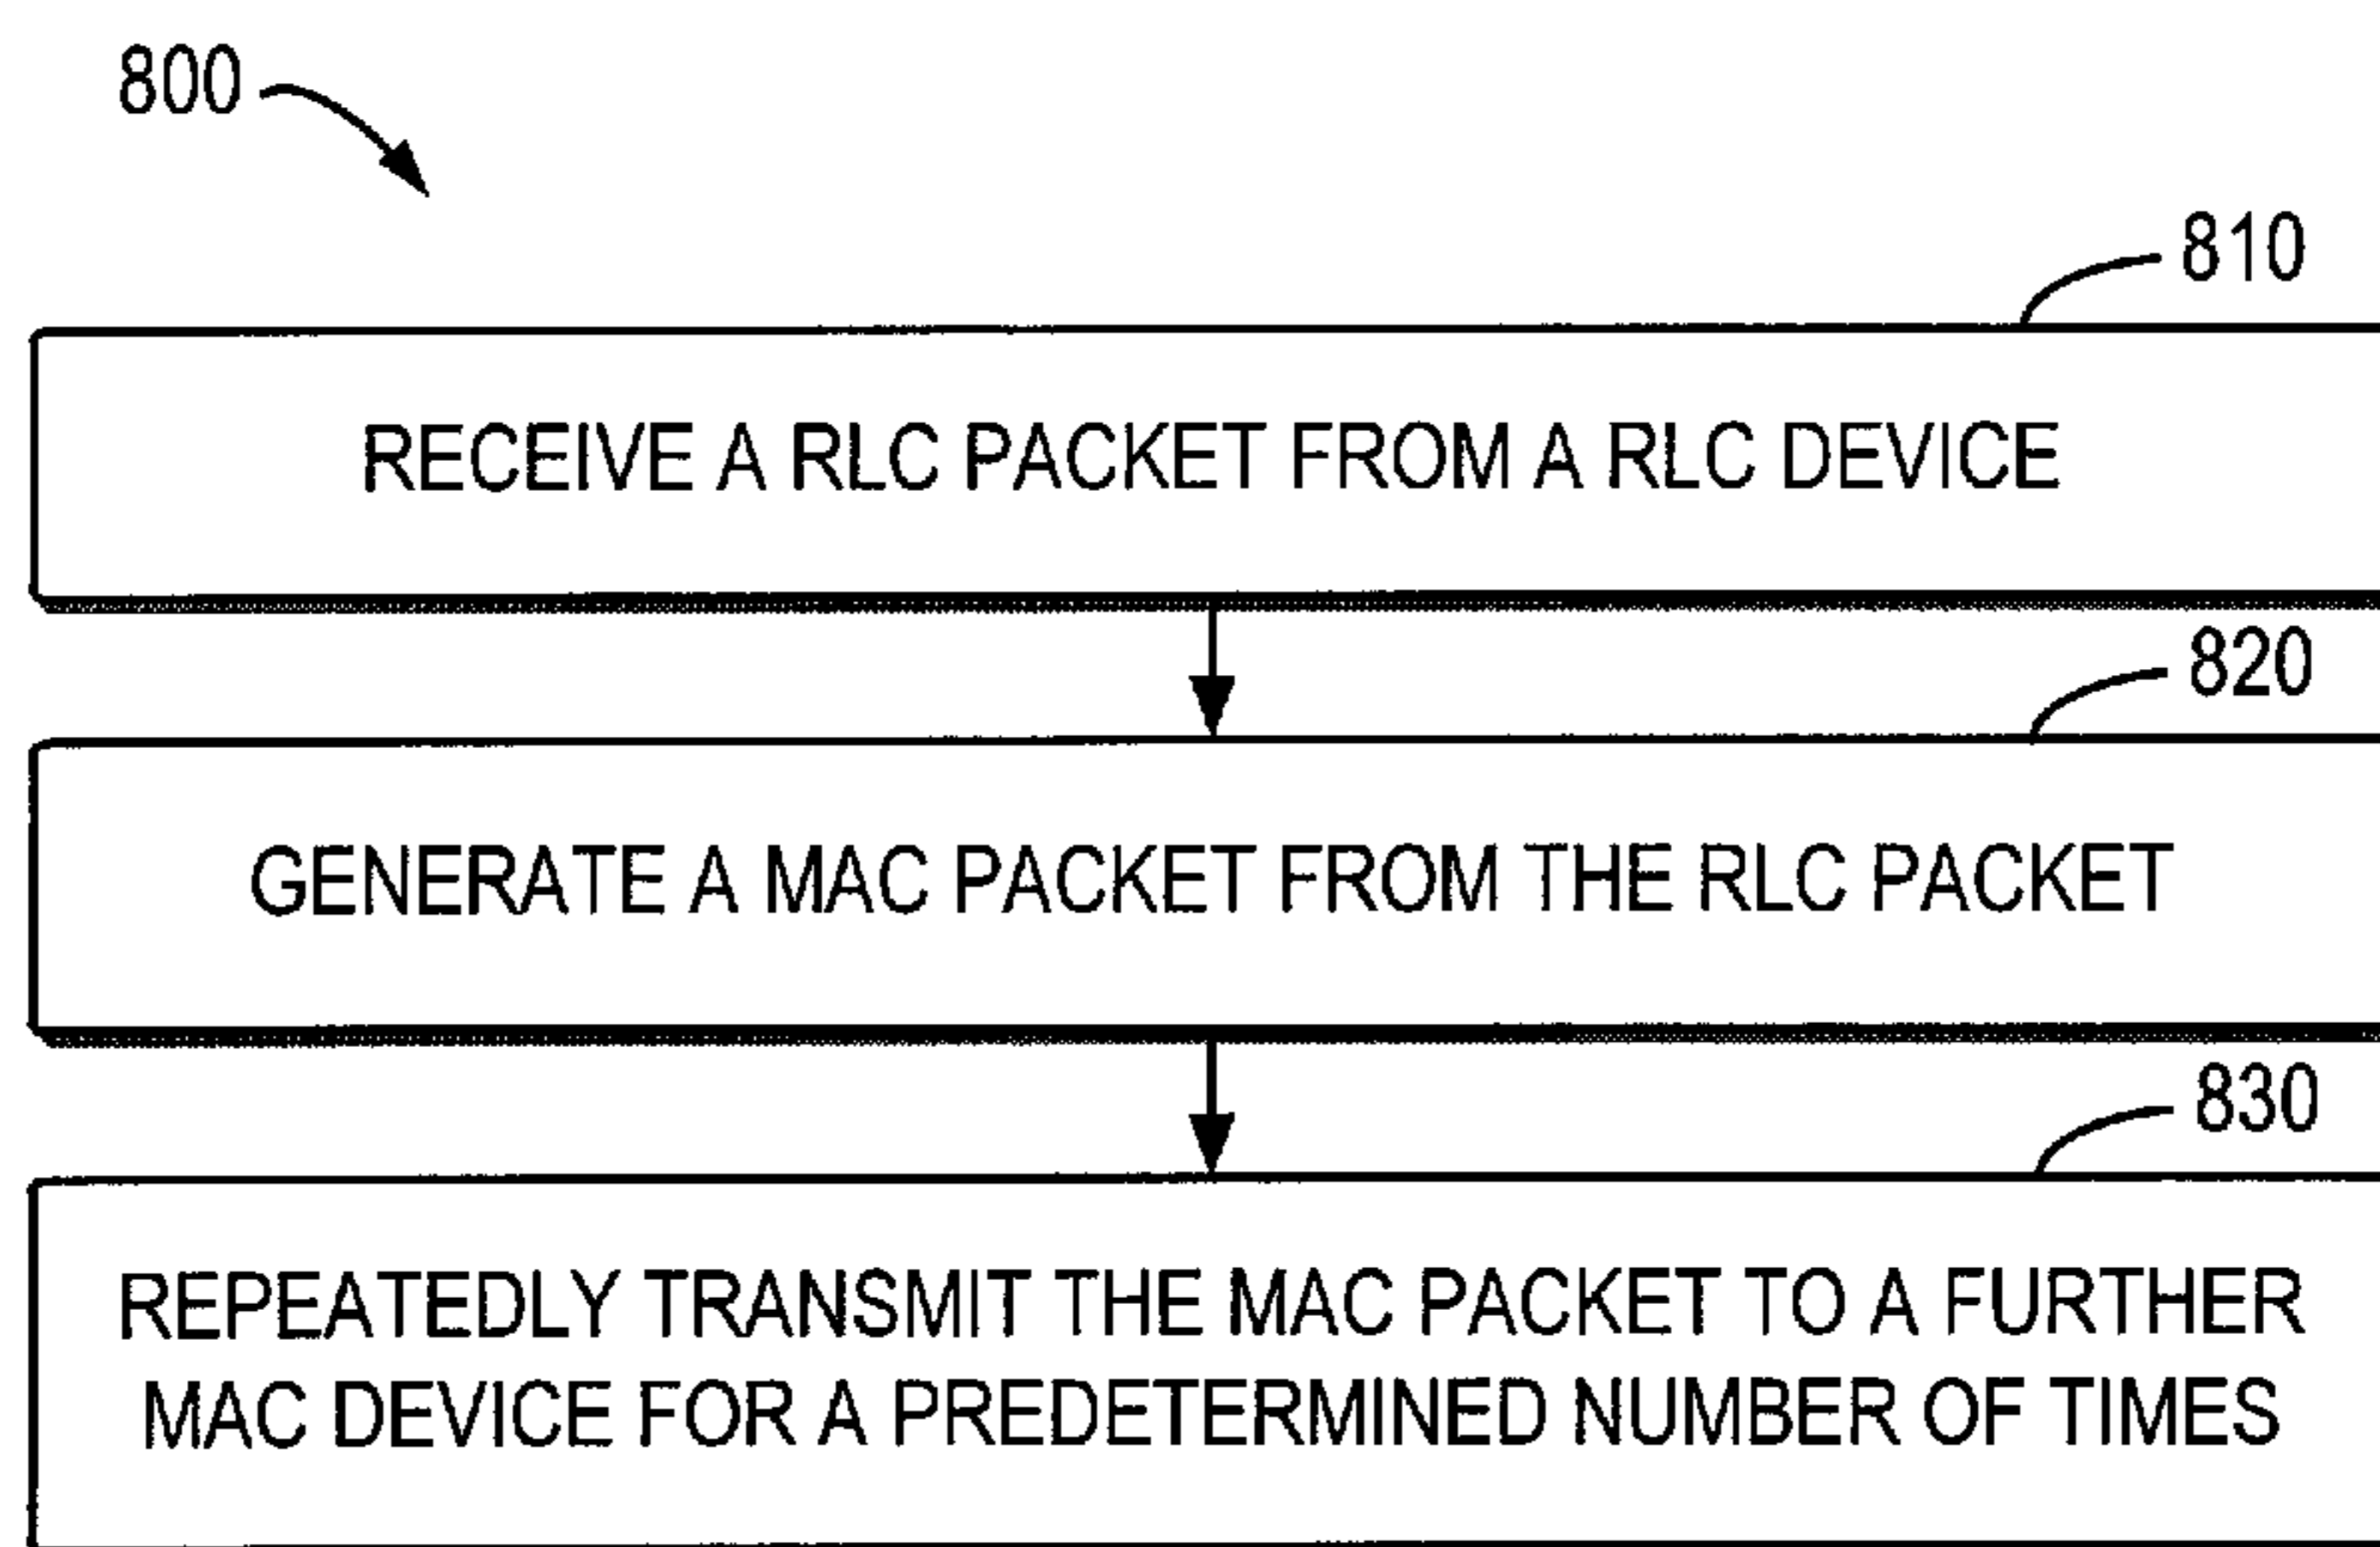 800
810
RECEIVE A RLC PACKET FROM A RLC DEVICE
820
GENERATE A MAC PACKET FROM THE RLC PACKET
830
REPEATEDLY TRANSMIT THE MAC PACKET TO A FURTHER
MAC DEVICE FOR A PREDETERMINED NUMBER OF TIMES